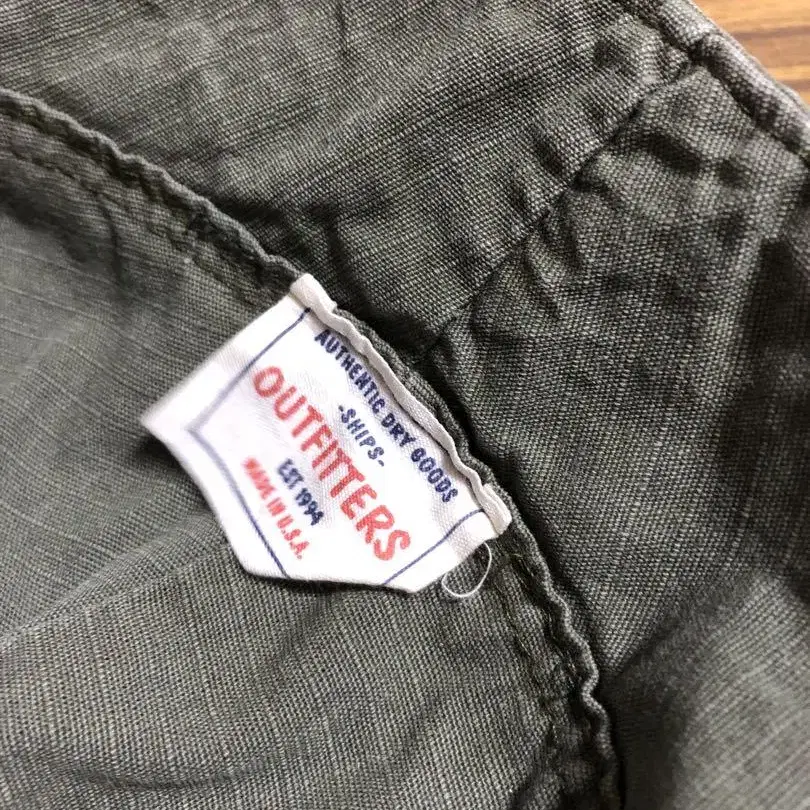 AUTHENTIC DRY GOODS
-SHIPS-
OUTFITTERS
EST 1994
MADE IN U.S.A.